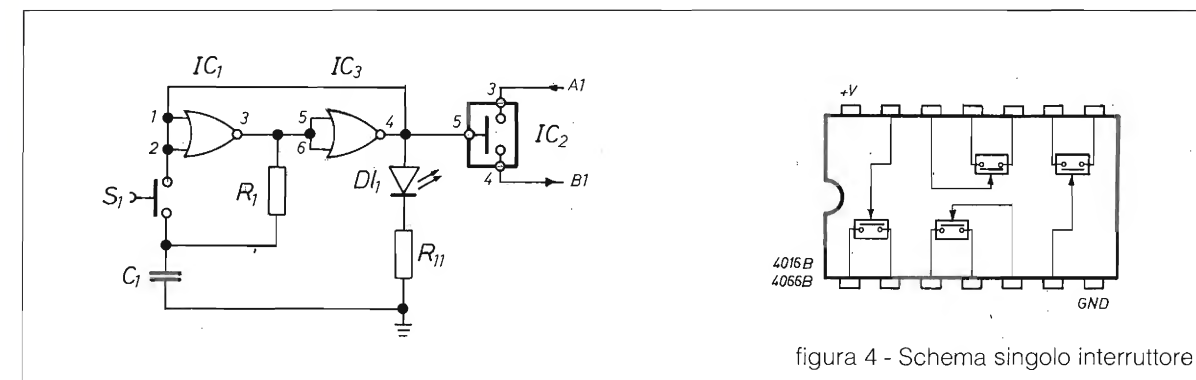 IC1 IC3
1 3 5 4 3 A1
5 IC2
2 6
S1 R1 DI1 4 B1
C1 R11
+V
4016B
4066B
GND
figura 4 - Schema singolo interruttore